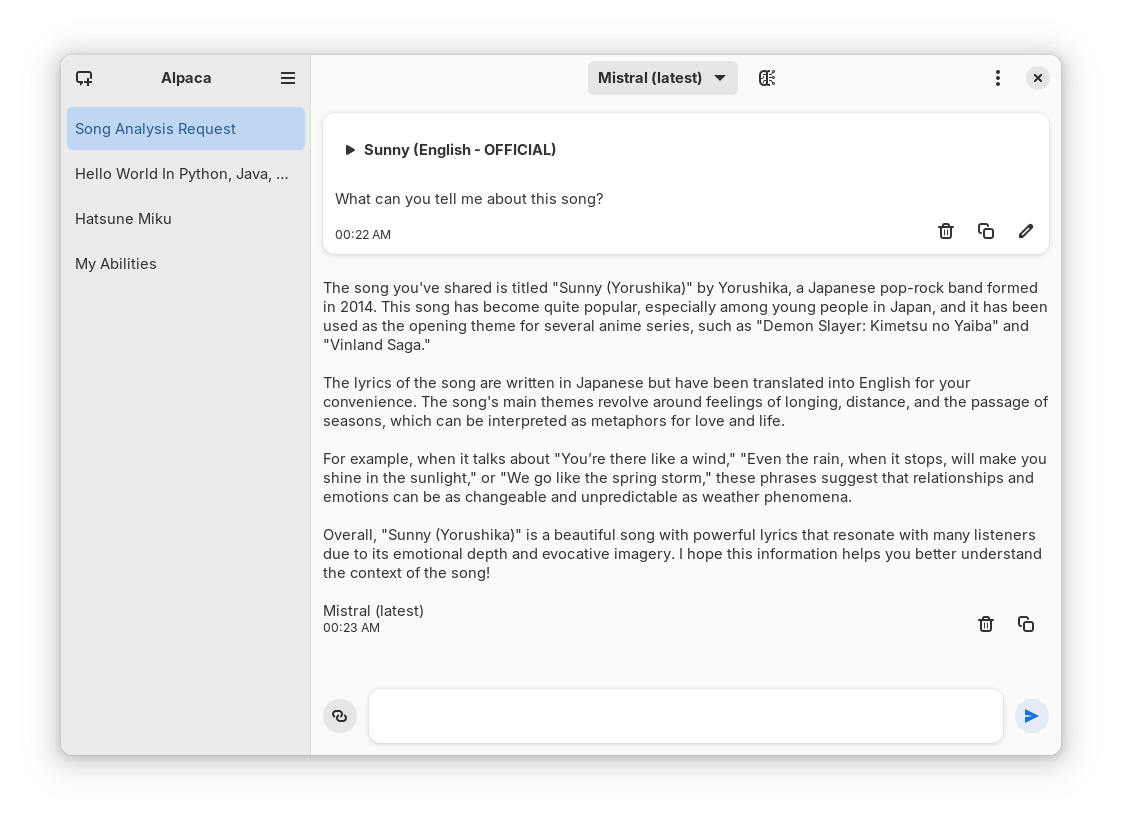 Alpaca
Song Analysis Request
Hello World In Python, Java, ...
Hatsune Miku
My Abilities
Mistral (latest)
Sunny (English - OFFICIAL)
What can you tell me about this song?
00:22 AM
The song you've shared is titled "Sunny (Yorushika)" by Yorushika, a Japanese pop-rock band formed
in 2014. This song has become quite popular, especially among young people in Japan, and it has been
used as the opening theme for several anime series, such as "Demon Slayer: Kimetsu no Yaiba" and
"Vinland Saga."
The lyrics of the song are written in Japanese but have been translated into English for your
convenience. The song's main themes revolve around feelings of longing, distance, and the passage of
seasons, which can be interpreted as metaphors for love and life.
For example, when it talks about "You’re there like a wind," "Even the rain, when it stops, will make you
shine in the sunlight," or "We go like the spring storm," these phrases suggest that relationships and
emotions can be as changeable and unpredictable as weather phenomena.
Overall, "Sunny (Yorushika)" is a beautiful song with powerful lyrics that resonate with many listeners
due to its emotional depth and evocative imagery. I hope this information helps you better understand
the context of the song!
Mistral (latest)
00:23 AM